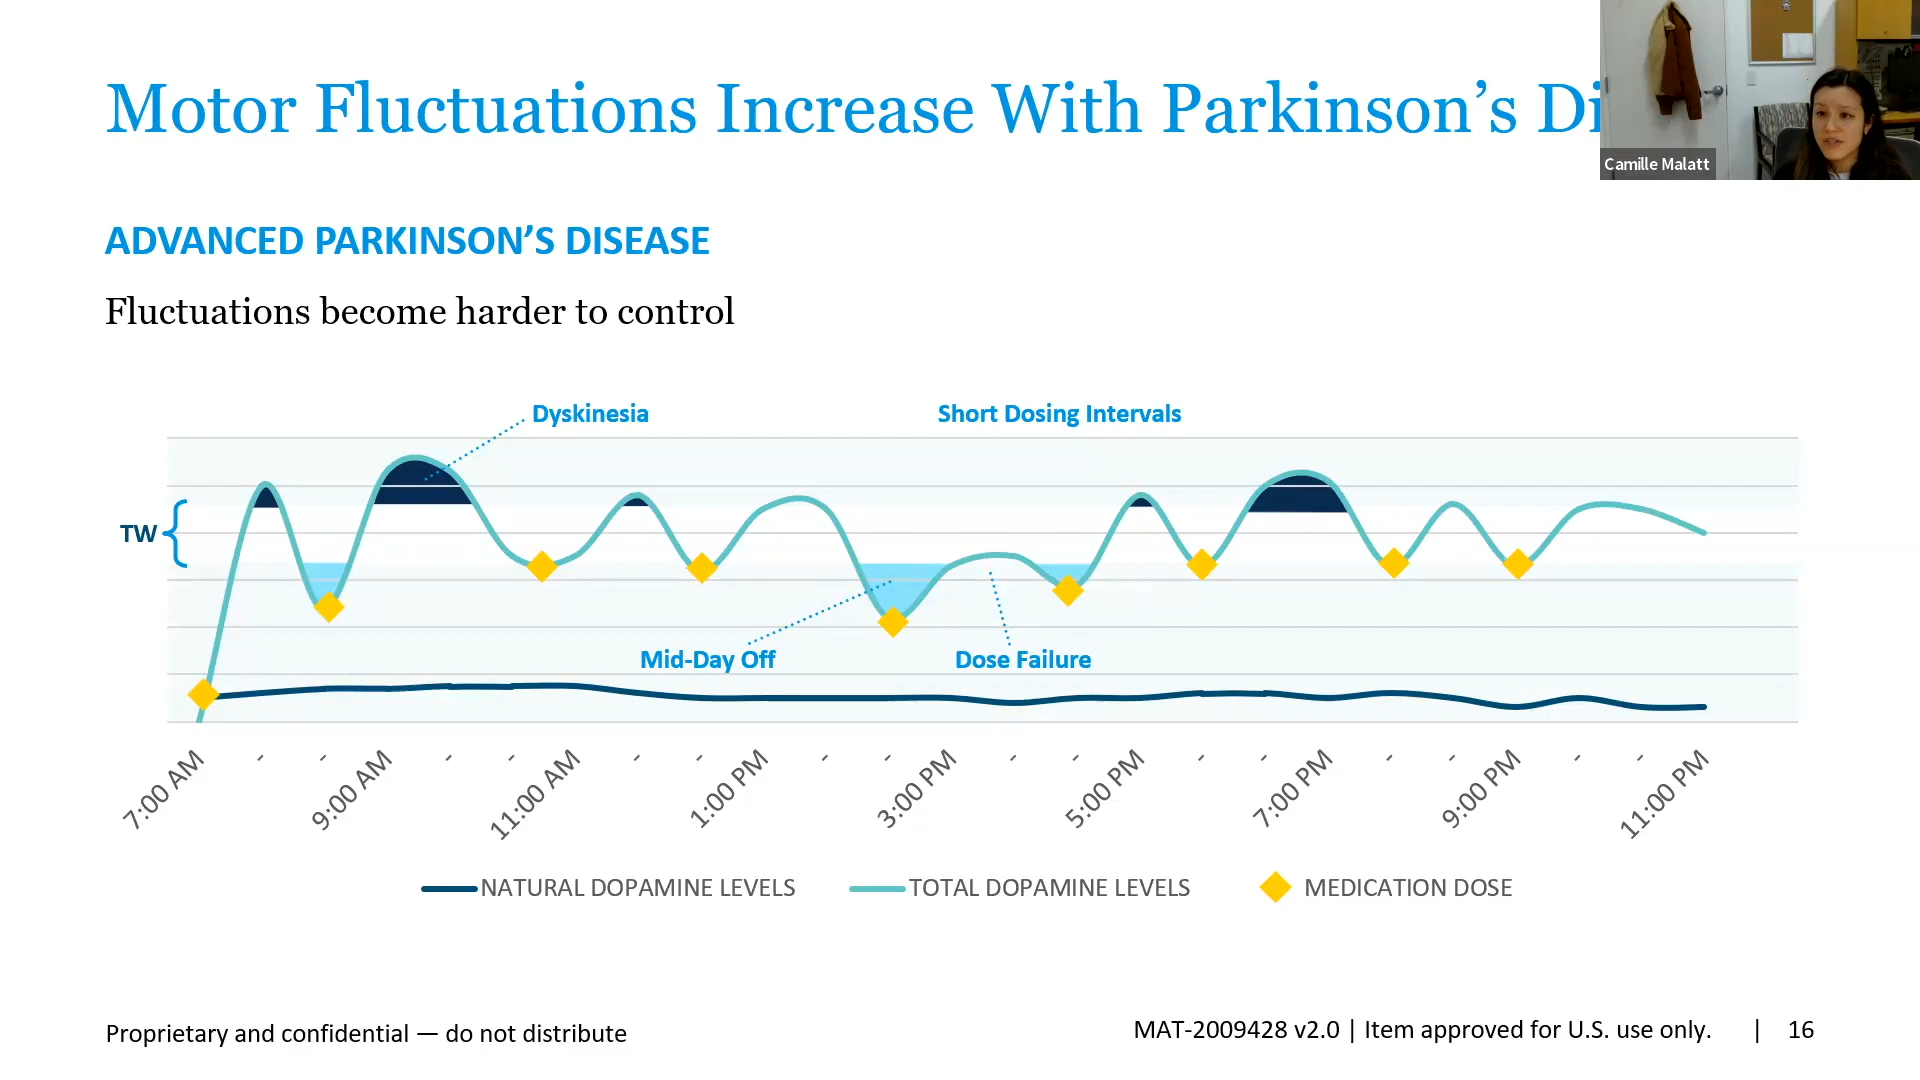 Motor Fluctuations Increase With Parkinson’s Di
Camille Malatt
ADVANCED PARKINSON’S DISEASE
Fluctuations become harder to control
Dyskinesia
Short Dosing Intervals
TW
Mid-Day Off
Dose Failure
7:00 AM - - 9:00 AM - - 11:00 AM - - 1:00 PM - - 3:00 PM - - 5:00 PM - - 7:00 PM - - 9:00 PM - - 11:00 PM
NATURAL DOPAMINE LEVELS
TOTAL DOPAMINE LEVELS
MEDICATION DOSE
Proprietary and confidential — do not distribute
MAT-2009428 v2.0 | Item approved for U.S. use only. | 16